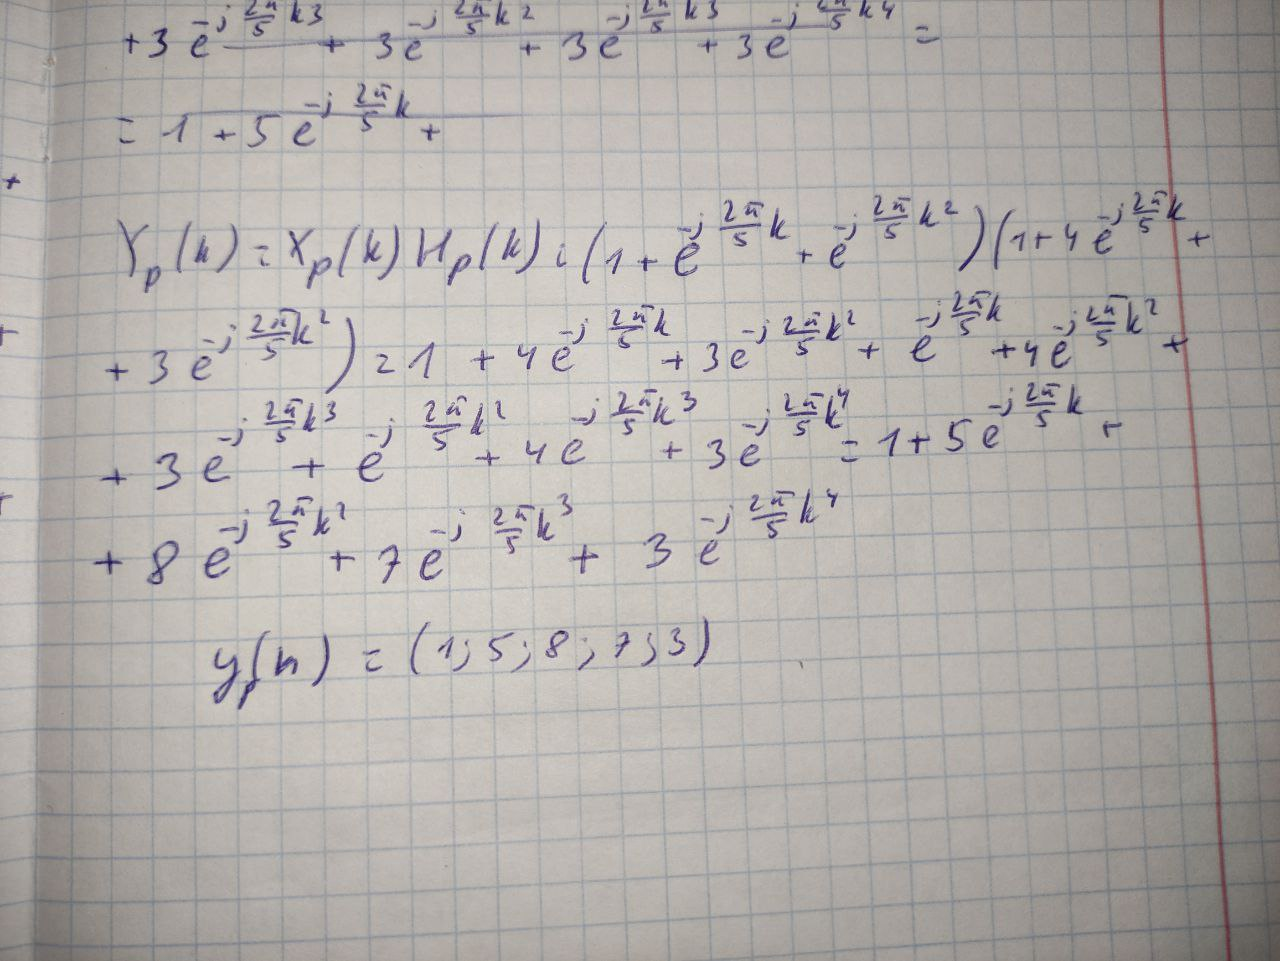 +3e^{-j 2π/5 k3} + 3e^{-j 2π/5 k2} + 3e^{-j 2π/5 k3} + 3e^{-j 2π/5 k4} =
= 1 + 5e^{-j 2π/5 k} +
Y_p(k) = X_p(k) H_p(k) = (1 + e^{-j 2π/5 k} + e^{-j 2π/5 k2})(1 + 4e^{-j 2π/5 k} +
+ 3e^{-j 2π/5 k2}) = 1 + 4e^{-j 2π/5 k} + 3e^{-j 2π/5 k2} + e^{-j 2π/5 k} + 4e^{-j 2π/5 k2} +
+ 3e^{-j 2π/5 k3} + e^{-j 2π/5 k2} + 4e^{-j 2π/5 k3} + 3e^{-j 2π/5 k4} = 1 + 5e^{-j 2π/5 k} +
+ 8e^{-j 2π/5 k2} + 7e^{-j 2π/5 k3} + 3e^{-j 2π/5 k4}
y_p(n) = (1; 5; 8; 7; 3)